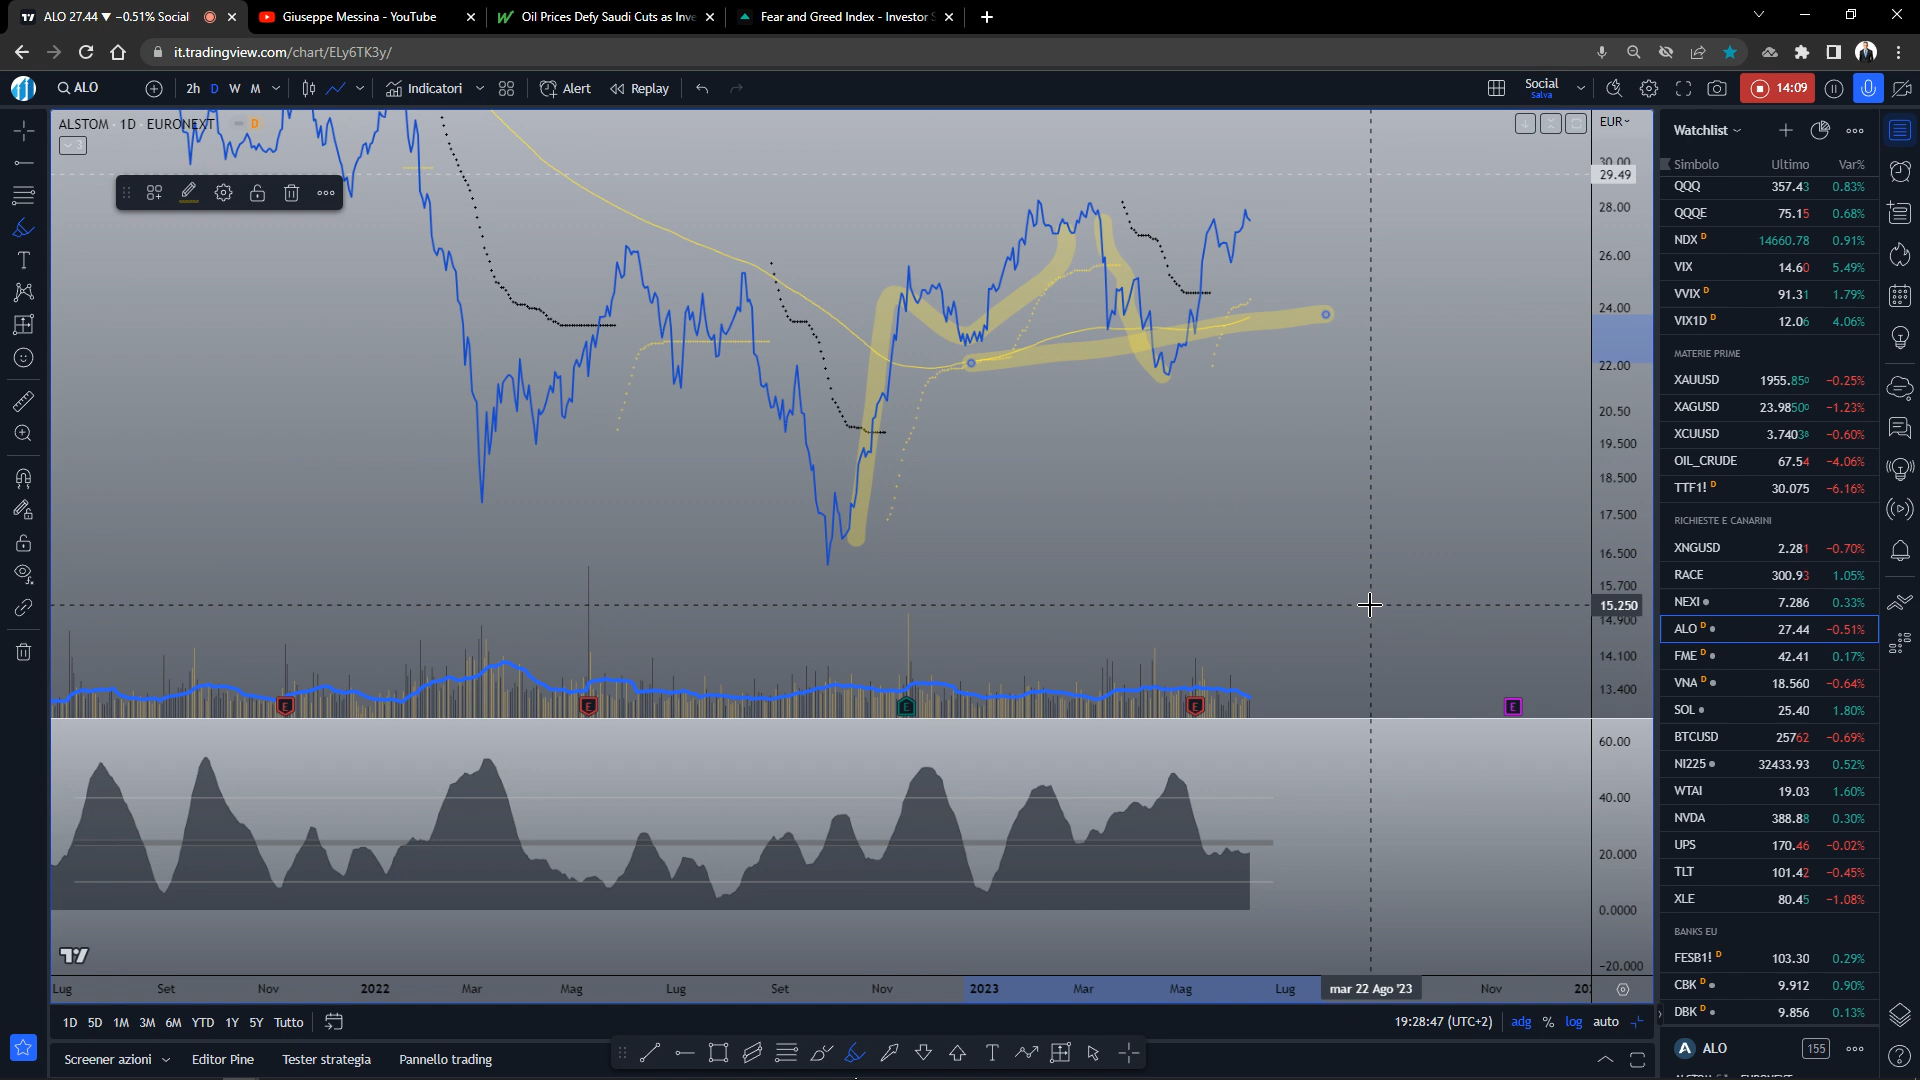 ALO 27.44 ▼ −0.51% Social
Giuseppe Messina - YouTube
Oil Prices Defy Saudi Cuts as Inve
Fear and Greed Index - Investor S
it.tradingview.com/chart/ELy6TK3y/
ALO
2h D W M
Indicatori
Alert
Replay
Social
Salva
14:09
ALSTOM · 1D · EURONEXT
D
3
EUR
30.00
29.49
28.00
26.00
24.00
22.00
20.50
19.500
18.500
17.500
16.500
15.700
15.250
14.900
14.100
13.400
E
E
E
E
E
60.00
40.00
20.000
0.0000
−20.000
Lug Set Nov 2022 Mar Mag Lug Set Nov 2023 Mar Mag Lug mar 22 Ago '23 Nov
1D 5D 1M 3M 6M YTD 1Y 5Y Tutto
19:28:47 (UTC+2) adg % log auto
Screener azioni Editor Pine Tester strategia Pannello trading
Watchlist
Simbolo Ultimo Var%
QQQ 357.43 0.83%
QQQE 75.15 0.68%
NDX D 14660.78 0.91%
VIX 14.60 5.49%
VVIX D 91.31 1.79%
VIX1D D 12.06 4.06%
MATERIE PRIME
XAUUSD 1955.850 −0.25%
XAGUSD 23.98500 −1.23%
XCUUSD 3.74038 −0.60%
OIL_CRUDE 67.54 −4.06%
TTF1! D 30.075 −6.16%
RICHIESTE E CANARINI
XNGUSD 2.281 −0.70%
RACE 300.93 1.05%
NEXI 7.286 0.33%
ALO D 27.44 −0.51%
FME D 42.41 0.17%
VNA D 18.560 −0.64%
SOL 25.40 1.80%
BTCUSD 25762 −0.69%
NI225 32433.93 0.52%
WTAI 19.03 1.60%
NVDA 388.88 0.30%
UPS 170.46 −0.02%
TLT 101.42 −0.45%
XLE 80.45 −1.08%
BANKS EU
FESB1! D 103.30 0.29%
CBK D 9.912 0.90%
DBK D 9.856 0.13%
A ALO 155